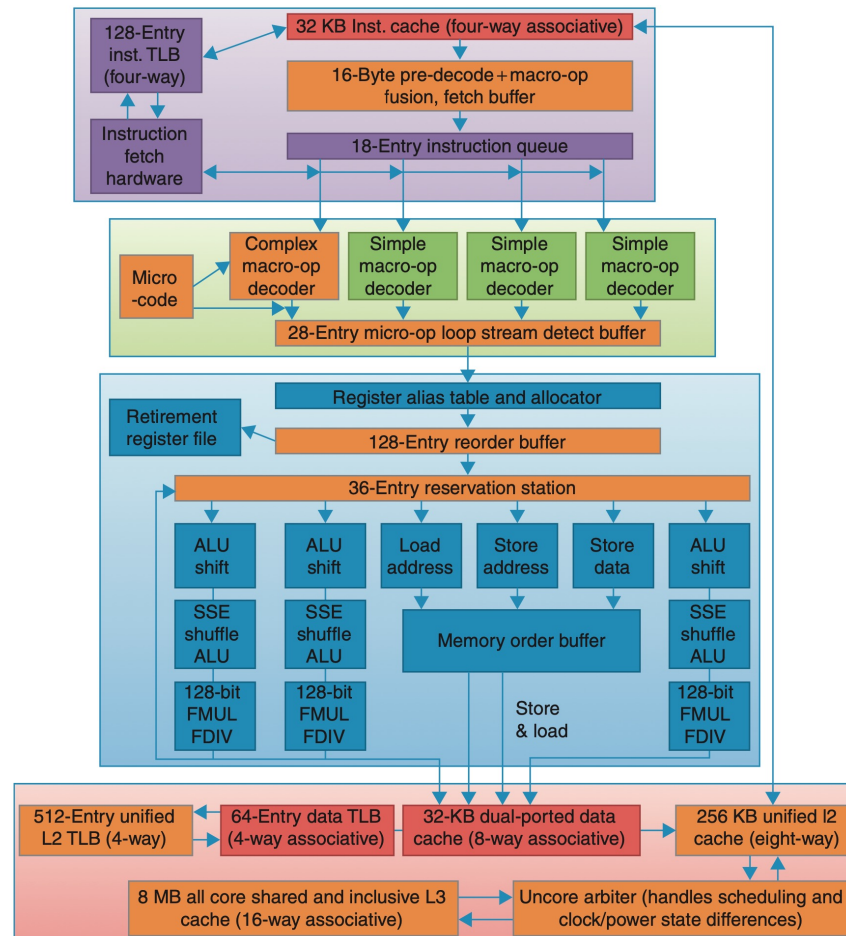 128-Entry
inst. TLB
(four-way)
32 KB Inst. cache (four-way associative)
16-Byte pre-decode+macro-op
fusion, fetch buffer
Instruction
fetch
hardware
18-Entry instruction queue
Micro
-code
Complex
macro-op
decoder
Simple
macro-op
decoder
Simple
macro-op
decoder
Simple
macro-op
decoder
28-Entry micro-op loop stream detect buffer
Register alias table and allocator
Retirement
register file
128-Entry reorder buffer
36-Entry reservation station
ALU
shift
ALU
shift
Load
address
Store
address
Store
data
ALU
shift
SSE
shuffle
ALU
SSE
shuffle
ALU
Memory order buffer
SSE
shuffle
ALU
128-bit
FMUL
FDIV
128-bit
FMUL
FDIV
Store
& load
128-bit
FMUL
FDIV
512-Entry unified
L2 TLB (4-way)
64-Entry data TLB
(4-way associative)
32-KB dual-ported data
cache (8-way associative)
256 KB unified l2
cache (eight-way)
8 MB all core shared and inclusive L3
cache (16-way associative)
Uncore arbiter (handles scheduling and
clock/power state differences)